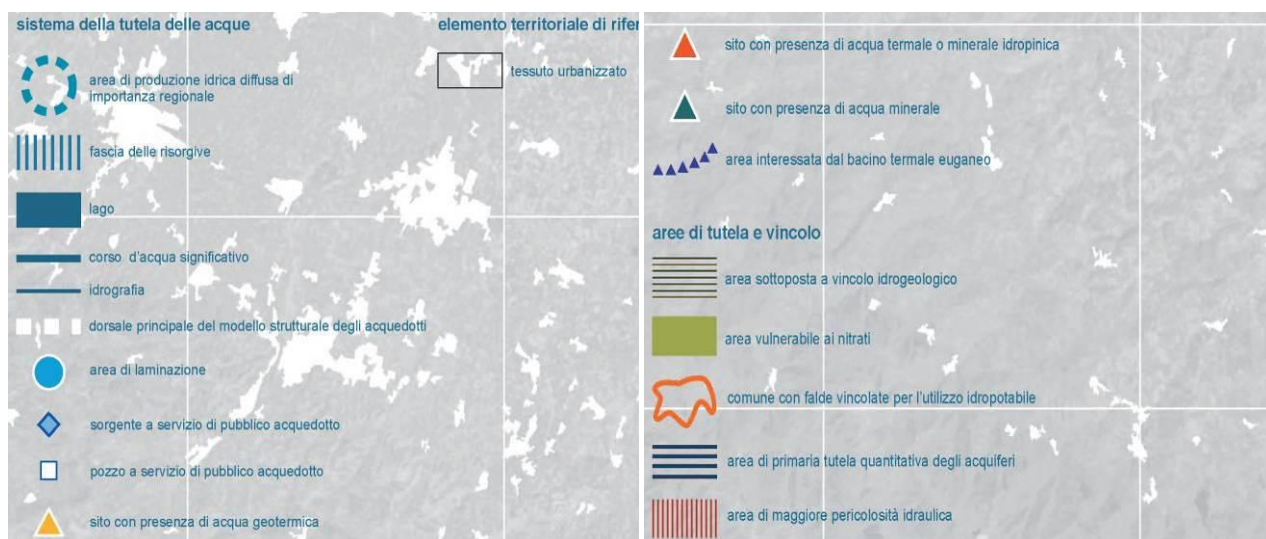 sistema della tutela delle acque
elemento territoriale di rifer
area di produzione idrica diffusa di
importanza regionale
tessuto urbanizzato
fascia delle risorgive
lago
corso d'acqua significativo
idrografia
dorsale principale del modello strutturale degli acquedotti
area di laminazione
sorgente a servizio di pubblico acquedotto
pozzo a servizio di pubblico acquedotto
sito con presenza di acqua geotermica
sito con presenza di acqua termale o minerale idropinica
sito con presenza di acqua minerale
area interessata dal bacino termale euganeo
aree di tutela e vincolo
area sottoposta a vincolo idrogeologico
area vulnerabile ai nitrati
comune con falde vincolate per l'utilizzo idropotabile
area di primaria tutela quantitativa degli acquiferi
area di maggiore pericolosità idraulica